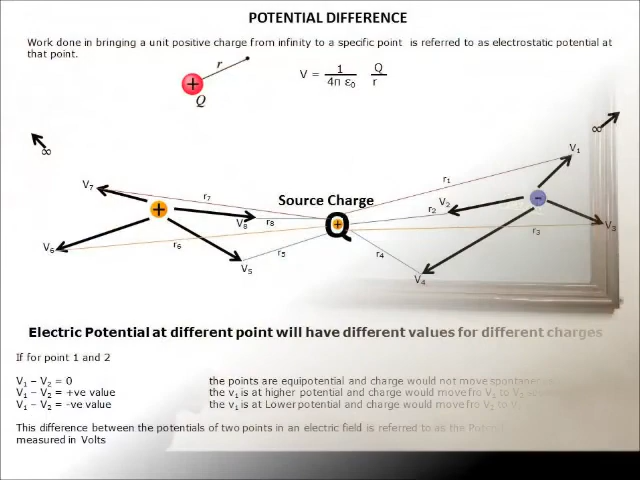 POTENTIAL DIFFERENCE
Work done in bringing a unit positive charge from infinity to a specific point is referred to as electrostatic potential at
that point.
r
+
Q
V = 1 / 4π ε₀ Q / r
∞
∞
V₁
V₇
r₇
r₁
Source Charge
+
V₈
r₈
Q
+
r₂
V₂
-
V₃
r₃
V₆
r₆
r₅
V₅
r₄
V₄
Electric Potential at different point will have different values for different charges
If for point 1 and 2
V₁ – V₂ = 0 the points are equipotential and charge would not move
V₁ – V₂ = +ve value the v₁ is at higher potential and charge would move fro V₁ to V₂
V₁ – V₂ = -ve value the v₁ is at Lower potential and charge would move fro V₂ to V
This difference between the potentials of two points in an electric field is referred to as the
measured in Volts